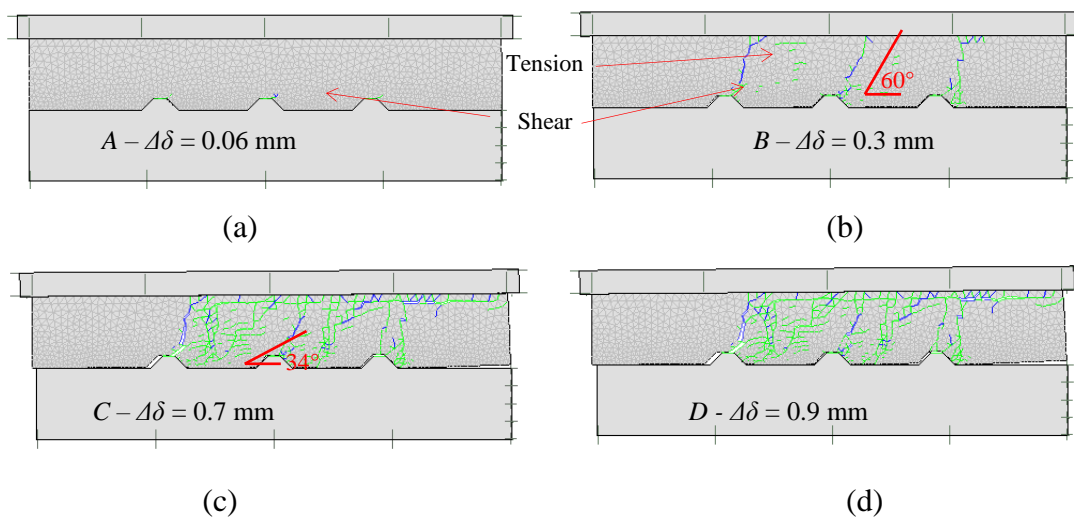 Tension
Shear
60°
A – Δδ = 0.06 mm
B – Δδ = 0.3 mm
(a)
(b)
34°
C – Δδ = 0.7 mm
D - Δδ = 0.9 mm
(c)
(d)